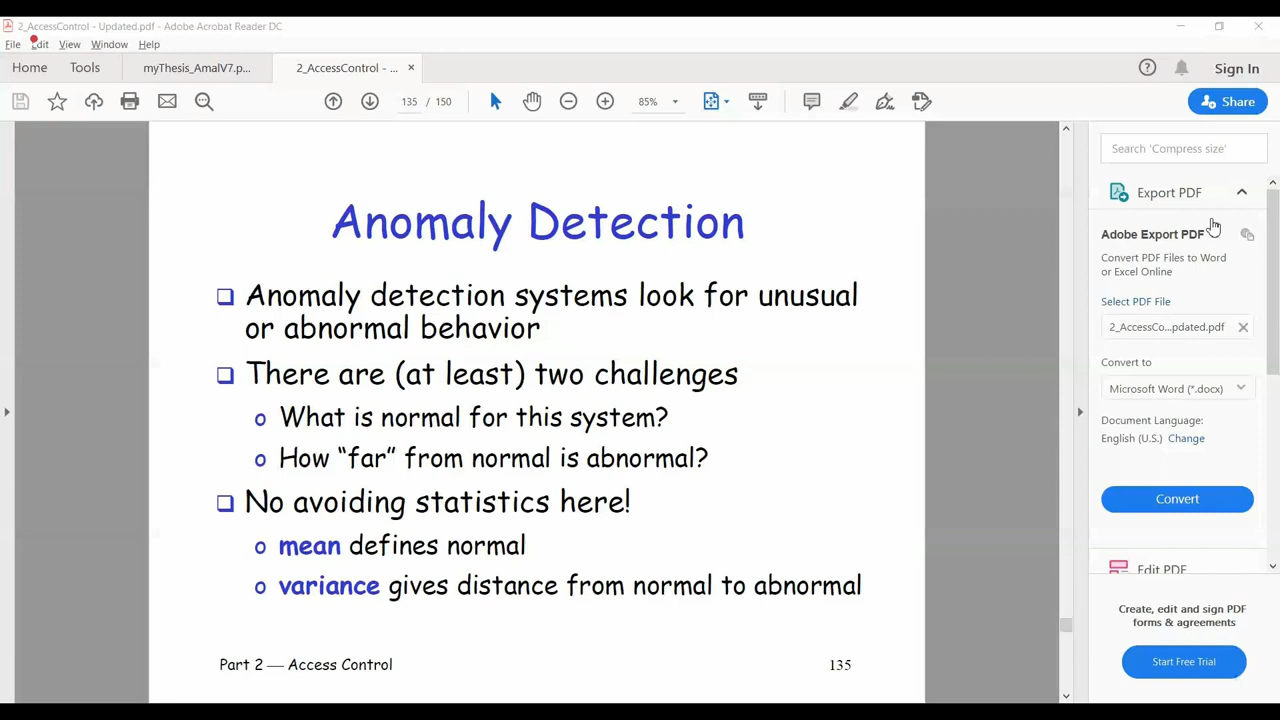 2_AccessControl - Updated.pdf - Adobe Acrobat Reader DC
File Edit View Window Help
Home Tools myThesis_AmalV7.p... 2_AccessControl - ... × Sign In
135 / 150 85% Share
Search 'Compress size'
Export PDF
Adobe Export PDF
Convert PDF Files to Word
or Excel Online
Select PDF File
2_AccessCo...pdated.pdf
Convert to
Microsoft Word (*.docx)
Document Language:
English (U.S.) Change
Convert
Edit PDF
Create, edit and sign PDF
forms & agreements
Start Free Trial
Anomaly Detection
Anomaly detection systems look for unusual
or abnormal behavior
There are (at least) two challenges
o What is normal for this system?
o How “far” from normal is abnormal?
No avoiding statistics here!
o mean defines normal
o variance gives distance from normal to abnormal
Part 2 — Access Control 135